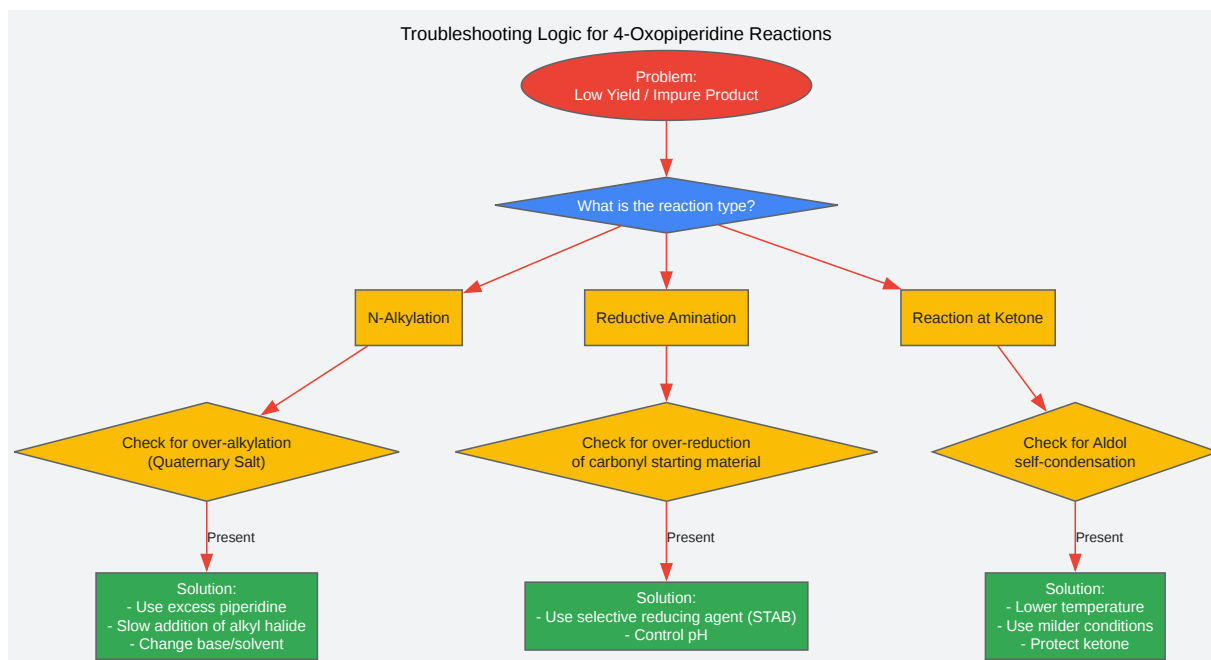 Troubleshooting Logic for 4-Oxopiperidine Reactions
Problem:
Low Yield / Impure Product
What is the reaction type?
N-Alkylation
Reductive Amination
Reaction at Ketone
Check for over-alkylation
(Quaternary Salt)
Check for over-reduction
of carbonyl starting material
Check for Aldol
self-condensation
Present
Present
Present
Solution:
- Use excess piperidine
- Slow addition of alkyl halide
- Change base/solvent
Solution:
- Use selective reducing agent (STAB)
- Control pH
Solution:
- Lower temperature
- Use milder conditions
- Protect ketone